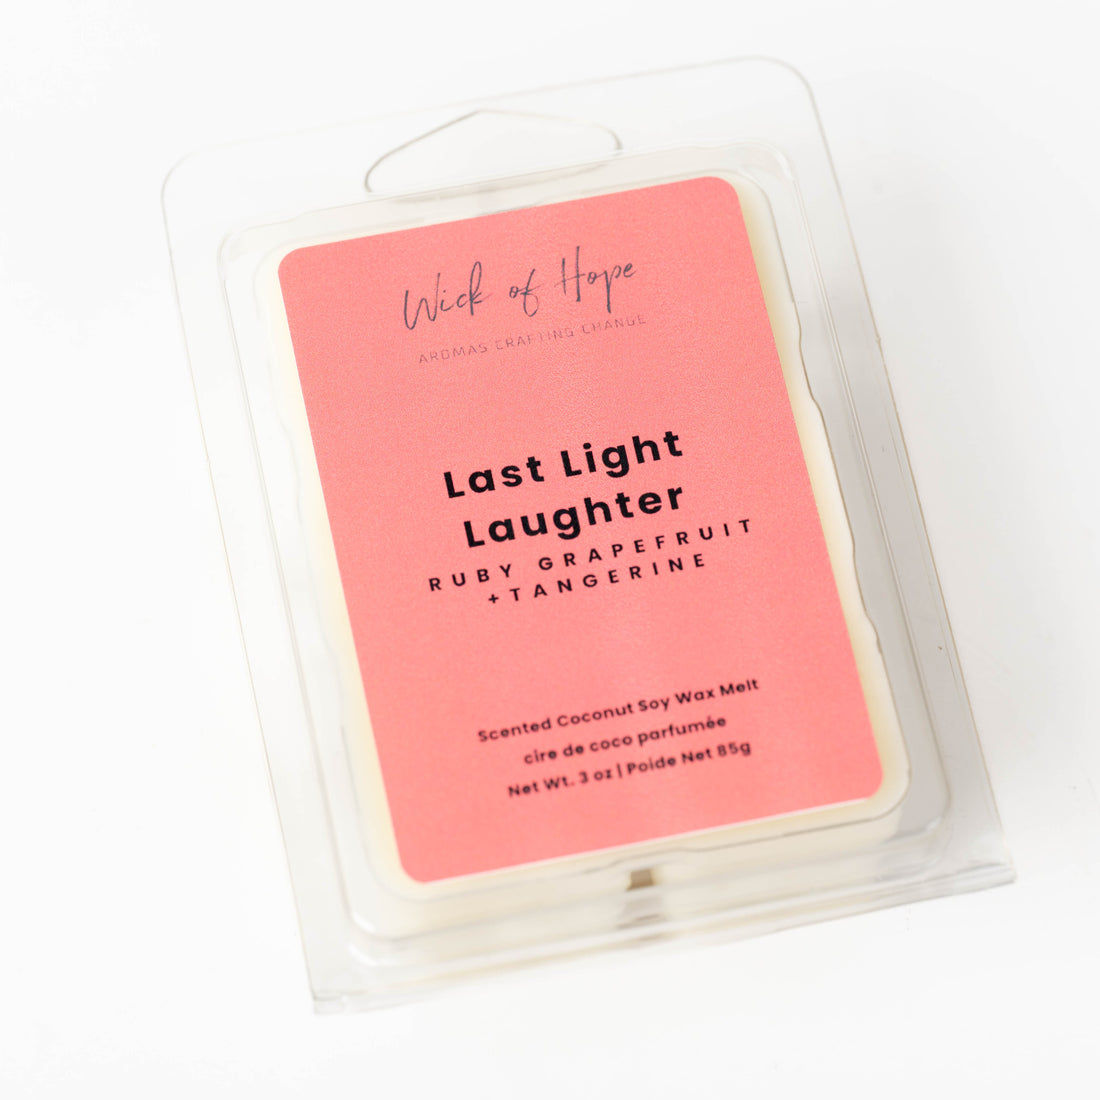 Wick of Hope
AROMAS CRAFTING CHANGE
Last Light
Laughter
RUBY GRAPEFRUIT
+TANGERINE
Scented Coconut Soy Wax Melt
cire de coco parfumée
Net Wt. 3 oz | Poide Net 85g